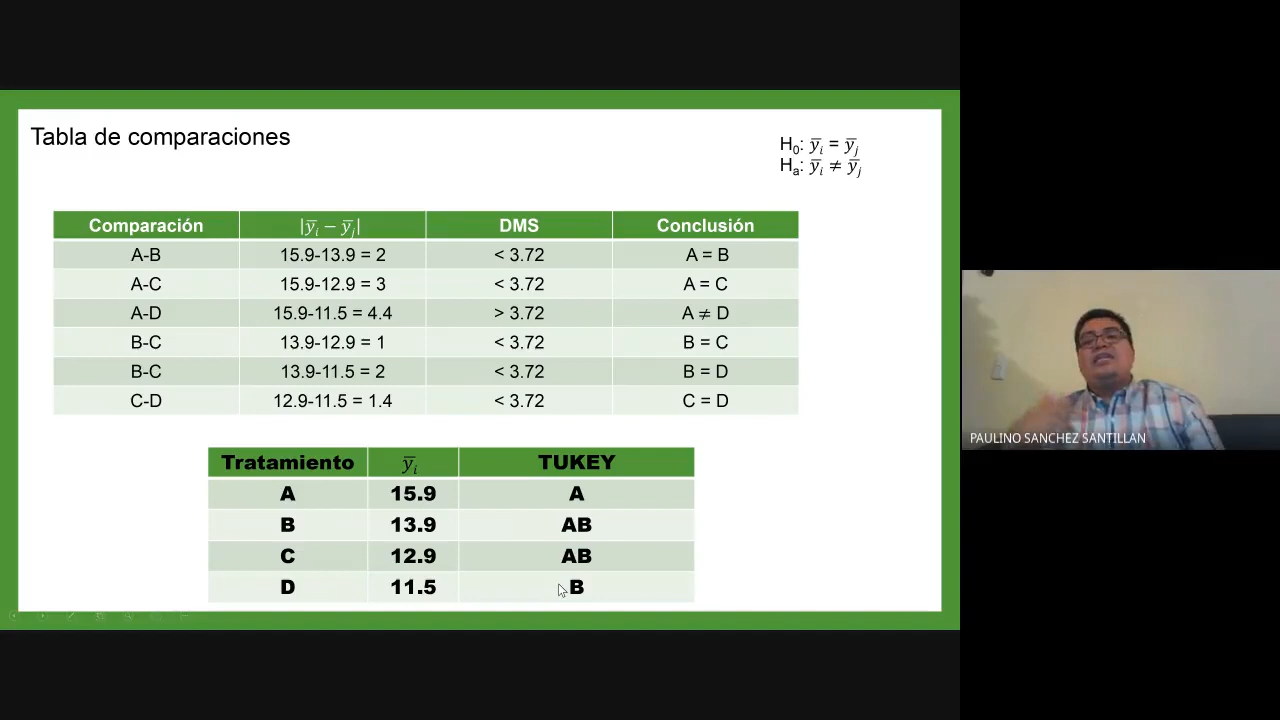 Tabla de comparaciones
H₀: ȳᵢ = ȳⱼ
Hₐ: ȳᵢ ≠ ȳⱼ
Comparación |ȳᵢ − ȳⱼ| DMS Conclusión
A-B 15.9-13.9 = 2 < 3.72 A = B
A-C 15.9-12.9 = 3 < 3.72 A = C
A-D 15.9-11.5 = 4.4 > 3.72 A ≠ D
B-C 13.9-12.9 = 1 < 3.72 B = C
B-C 13.9-11.5 = 2 < 3.72 B = D
C-D 12.9-11.5 = 1.4 < 3.72 C = D
Tratamiento ȳᵢ TUKEY
A 15.9 A
B 13.9 AB
C 12.9 AB
D 11.5 B
PAULINO SANCHEZ SANTILLAN